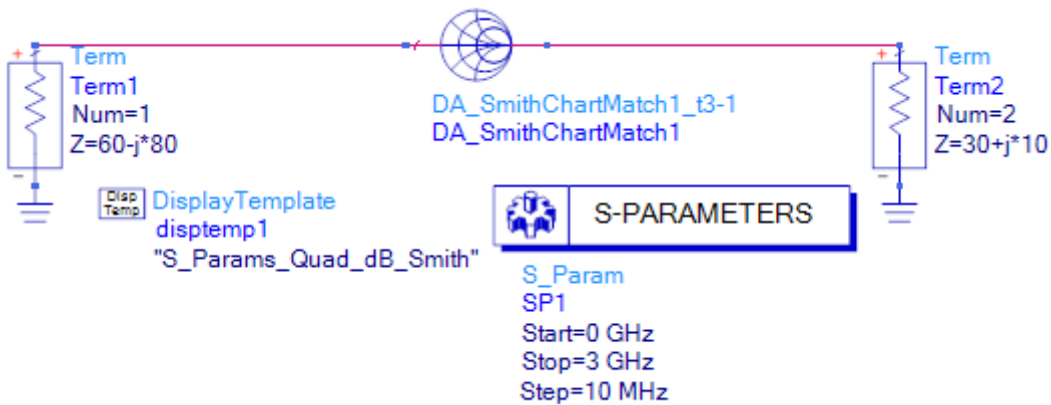 +
Term
Term1
Num=1
Z=60-j*80
-
DA_SmithChartMatch1_t3-1
DA_SmithChartMatch1
+
Term
Term2
Num=2
Z=30+j*10
-
Disp
Temp
DisplayTemplate
disptemp1
"S_Params_Quad_dB_Smith"
S-PARAMETERS
S_Param
SP1
Start=0 GHz
Stop=3 GHz
Step=10 MHz